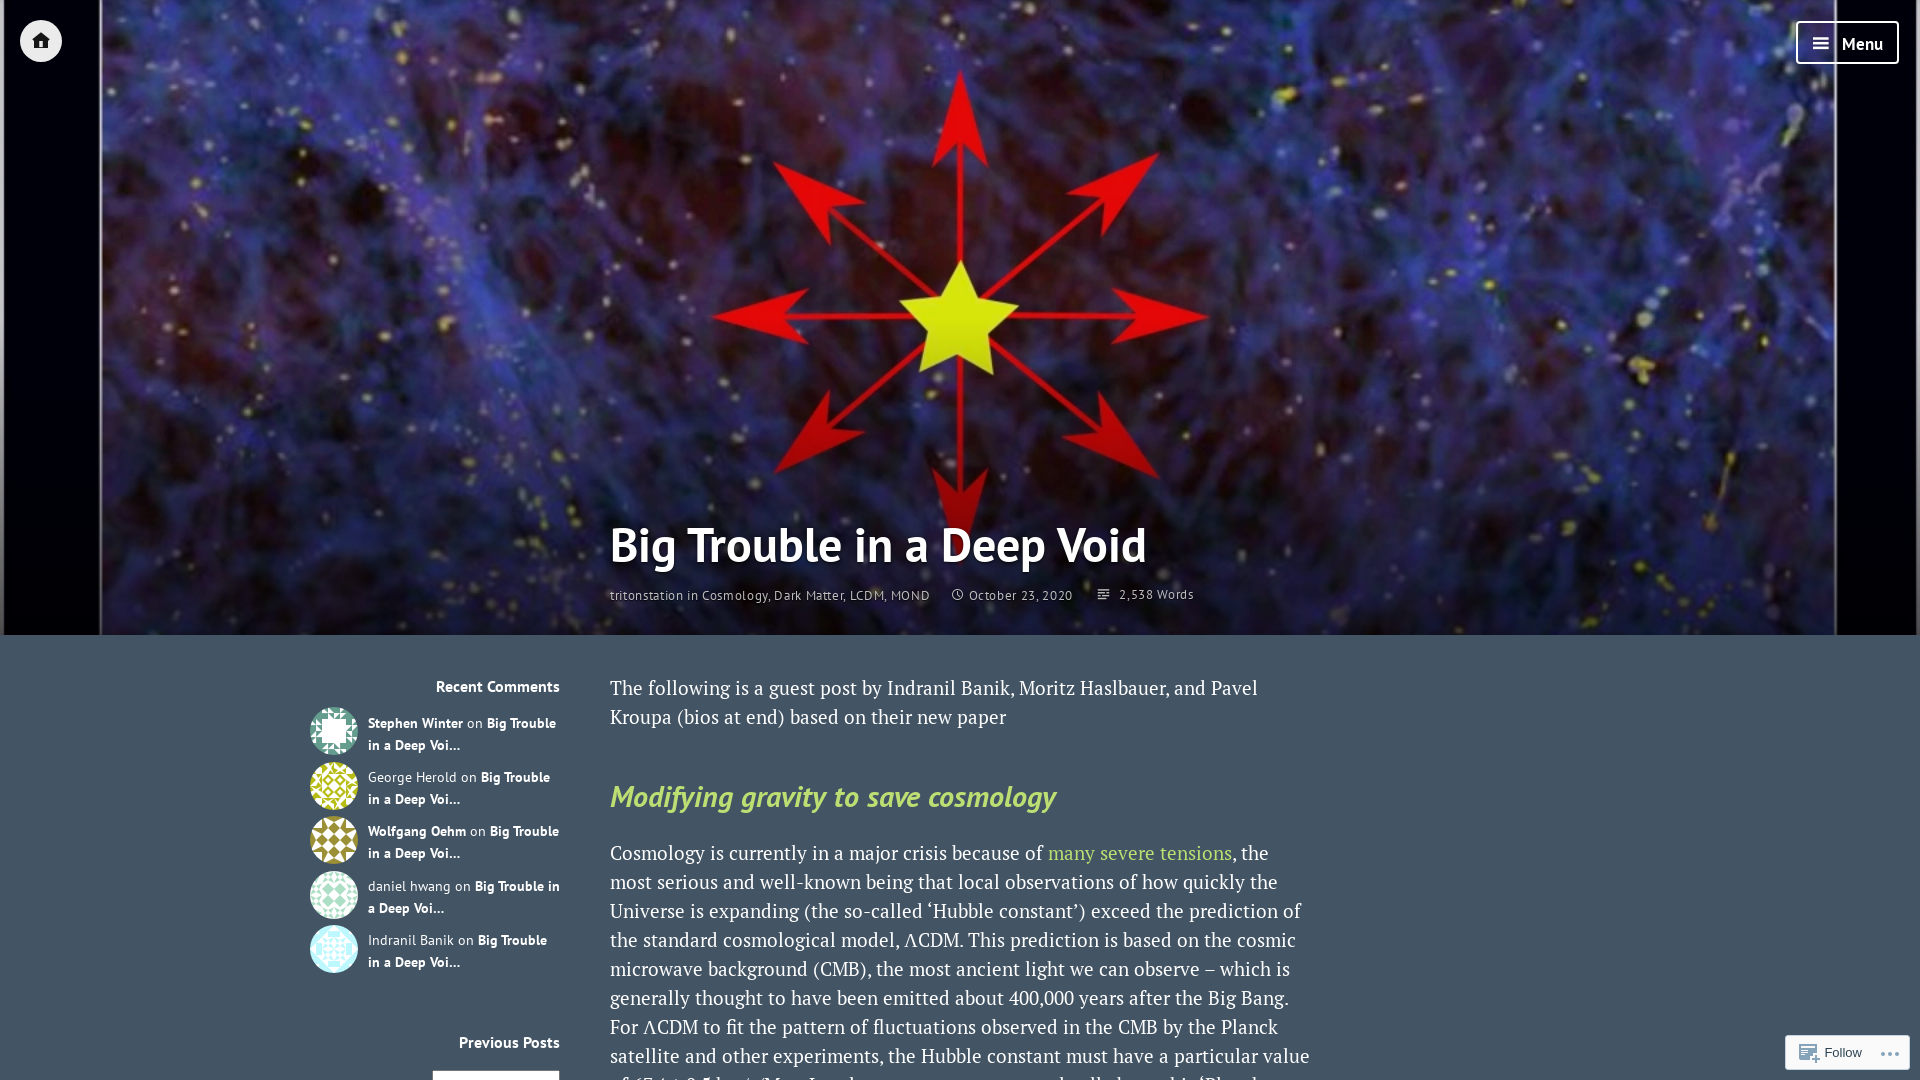 Menu
Big Trouble in a Deep Void
tritonstation in Cosmology, Dark Matter, LCDM, MOND October 23, 2020 2,538 Words
Recent Comments
Stephen Winter on Big Trouble
in a Deep Voi…
George Herold on Big Trouble
in a Deep Voi…
Wolfgang Oehm on Big Trouble
in a Deep Voi…
daniel hwang on Big Trouble in
a Deep Voi…
Indranil Banik on Big Trouble
in a Deep Voi…
Previous Posts
The following is a guest post by Indranil Banik, Moritz Haslbauer, and Pavel
Kroupa (bios at end) based on their new paper
Modifying gravity to save cosmology
Cosmology is currently in a major crisis because of many severe tensions, the
most serious and well-known being that local observations of how quickly the
Universe is expanding (the so-called ‘Hubble constant’) exceed the prediction of
the standard cosmological model, ΛCDM. This prediction is based on the cosmic
microwave background (CMB), the most ancient light we can observe – which is
generally thought to have been emitted about 400,000 years after the Big Bang.
For ΛCDM to fit the pattern of fluctuations observed in the CMB by the Planck
satellite and other experiments, the Hubble constant must have a particular value
Follow